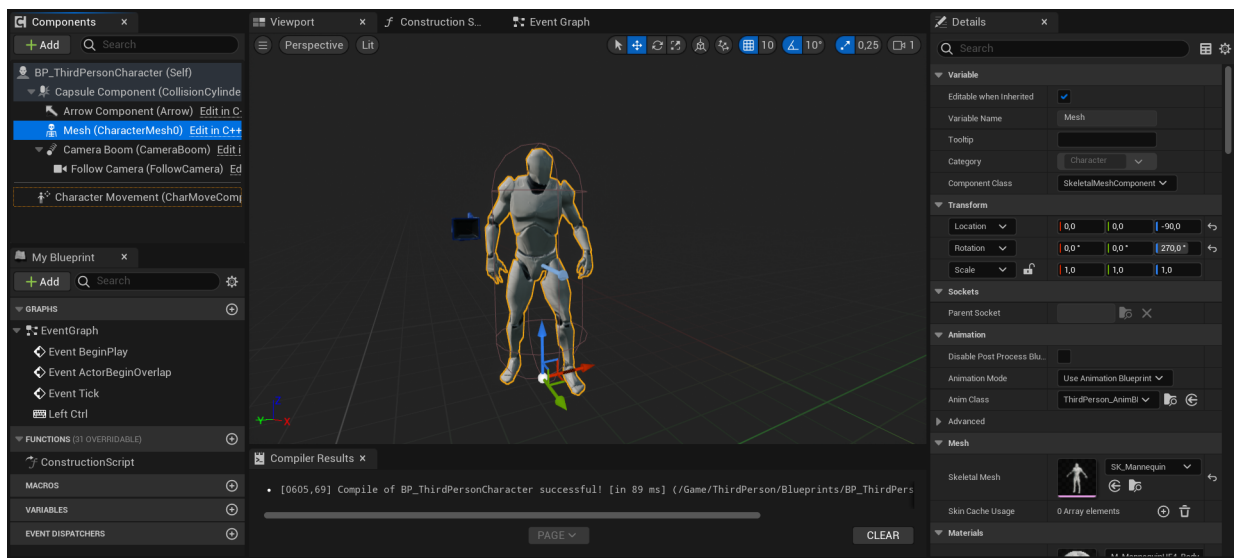 Components
Add
Search
BP_ThirdPersonCharacter (Self)
Capsule Component (CollisionCylinde
Arrow Component (Arrow) Edit in C-
Mesh (CharacterMesh0) Edit in C++
Camera Boom (CameraBoom) Edit i
Follow Camera (FollowCamera) Ed
Character Movement (CharMoveComp
My Blueprint
Add
Search
GRAPHS
EventGraph
Event BeginPlay
Event ActorBeginOverlap
Event Tick
Left Ctrl
FUNCTIONS (31 OVERRIDABLE)
ConstructionScript
MACROS
VARIABLES
EVENT DISPATCHERS
Viewport
Construction S...
Event Graph
Perspective
Lit
10
10°
0,25
1
Z
Y
X
Compiler Results
[0605,69] Compile of BP_ThirdPersonCharacter successful! [in 89 ms] (/Game/ThirdPerson/Blueprints/BP_ThirdPers
PAGE
CLEAR
Details
Search
Variable
Editable when Inherited
Variable Name Mesh
Tooltip
Category Character
Component Class SkeletalMeshComponent
Transform
Location 0,0 0,0 -90,0
Rotation 0,0° 0,0° 270,0°
Scale 1,0 1,0 1,0
Sockets
Parent Socket
Animation
Disable Post Process Blu...
Animation Mode Use Animation Blueprint
Anim Class ThirdPerson_AnimBl
Advanced
Mesh
Skeletal Mesh SK_Mannequin
Skin Cache Usage 0 Array elements
Materials